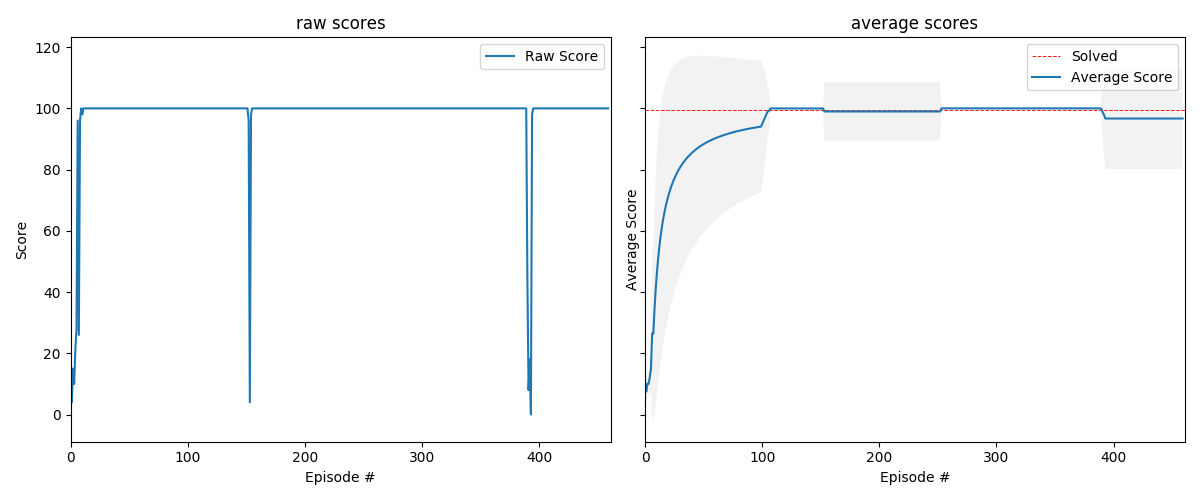 raw scores
Raw Score
120
100
80
60
40
20
0
Score
0 100 200 300 400
Episode #
average scores
Solved
Average Score
Average Score
0 100 200 300 400
Episode #